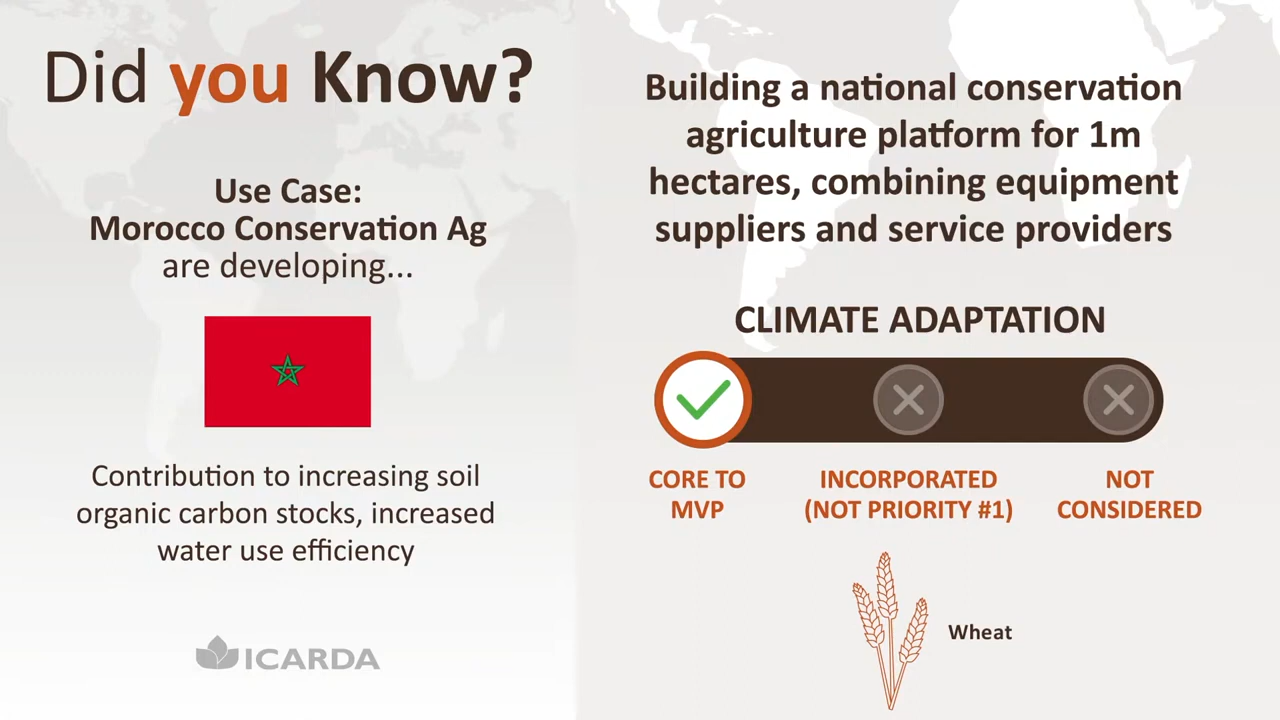 Did you Know?
Use Case:
Morocco Conservation Ag
are developing...
Contribution to increasing soil
organic carbon stocks, increased
water use efficiency
ICARDA
Building a national conservation
agriculture platform for 1m
hectares, combining equipment
suppliers and service providers
CLIMATE ADAPTATION
CORE TO
MVP
INCORPORATED
(NOT PRIORITY #1)
NOT
CONSIDERED
Wheat